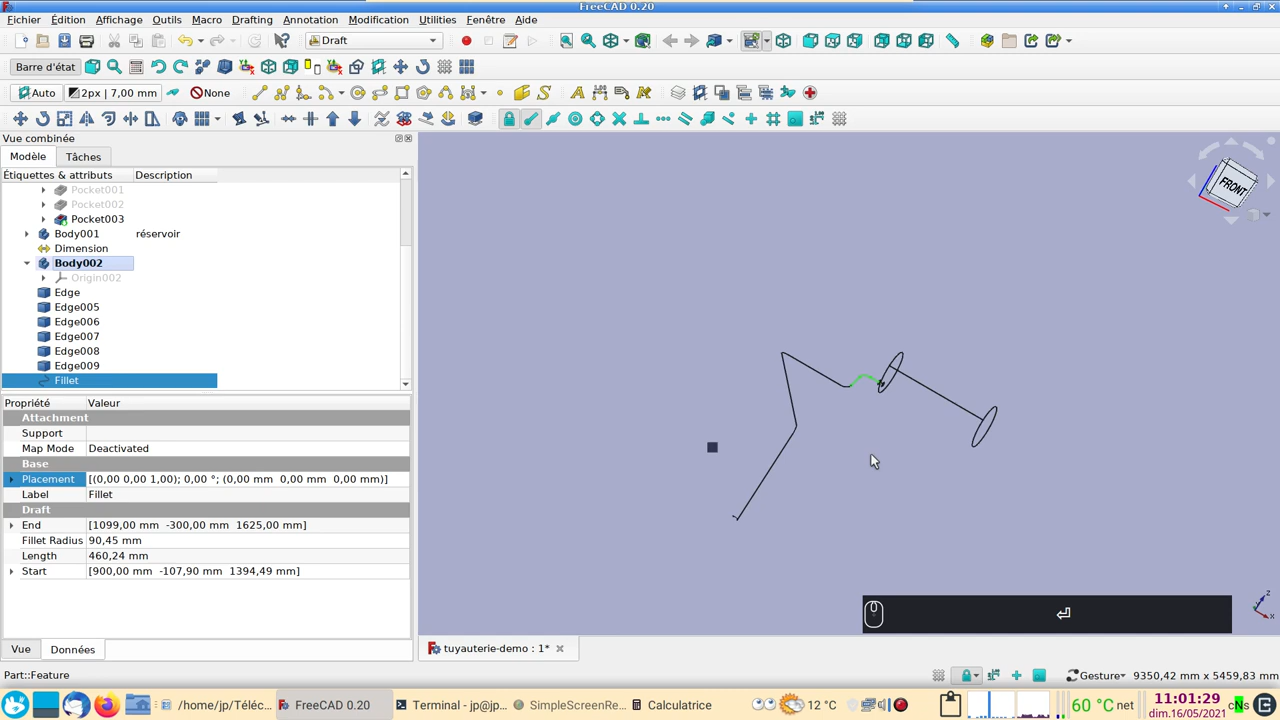 FreeCAD 0.20
Fichier Édition Affichage Outils Macro Drafting Annotation Modification Utilities Fenêtre Aide
Draft
Barre d'état
Auto 2px | 7,00 mm None
Vue combinée
Modèle Tâches
Étiquettes & attributs Description
Pocket001
Pocket002
Pocket003
Body001 réservoir
Dimension
Body002
Origin002
Edge
Edge005
Edge006
Edge007
Edge008
Edge009
Fillet
Propriété Valeur
Attachment
Support
Map Mode Deactivated
Base
Placement [(0,00 0,00 1,00); 0,00 °; (0,00 mm 0,00 mm 0,00 mm)]
Label Fillet
Draft
End [1099,00 mm -300,00 mm 1625,00 mm]
Fillet Radius 90,45 mm
Length 460,24 mm
Start [900,00 mm -107,90 mm 1394,49 mm]
FRONT
z
x
Vue Données
tuyauterie-demo : 1*
Part::Feature
Gesture 9350,42 mm x 5459,83 mm
/home/jp/Téléc... FreeCAD 0.20 Terminal - jp@jp... SimpleScreenRe... Calculatrice 12 °C 60 °C net 11:01:29
dim.16/05/2021
cNs